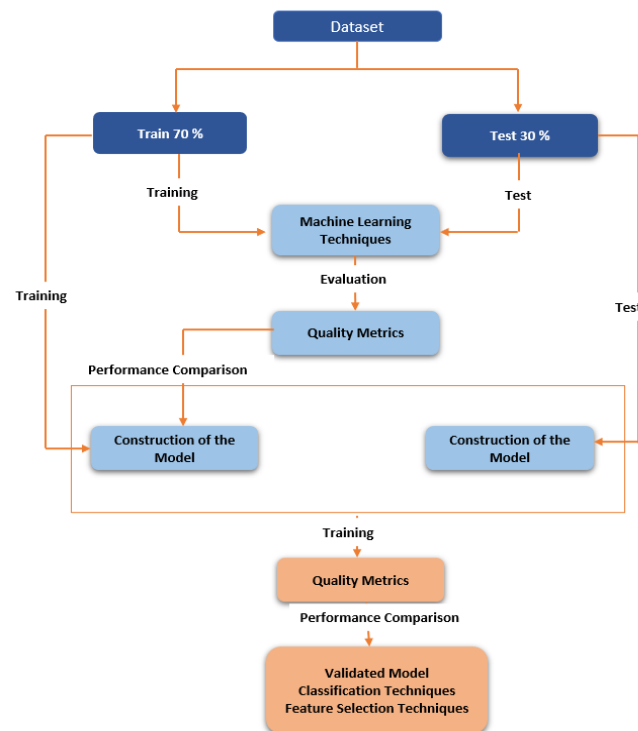 Dataset
Train 70 %
Test 30 %
Training
Test
Machine Learning
Techniques
Evaluation
Training
Test
Quality Metrics
Performance Comparison
Construction of the
Model
Construction of the
Model
Training
Quality Metrics
Performance Comparison
Validated Model
Classification Techniques
Feature Selection Techniques